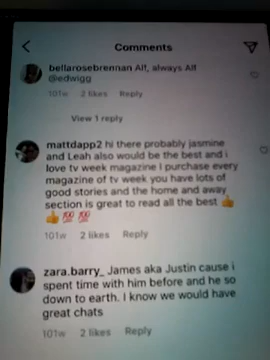 Comments
bellarosebrennan Alf, always Alf
@edwigg
101w 2 likes Reply
View 1 reply
mattdapp2 hi there probably jasmine
and Leah also would be the best and i
love tv week magazine I purchase every
magazine of tv week you have lots of
good stories and the home and away
section is great to read all the best 👍
👍 💯 💯
101w 2 likes Reply
zara.barry_ James aka Justin cause i
spent time with him before and he so
down to earth. I know we would have
great chats
101w 2 likes Reply